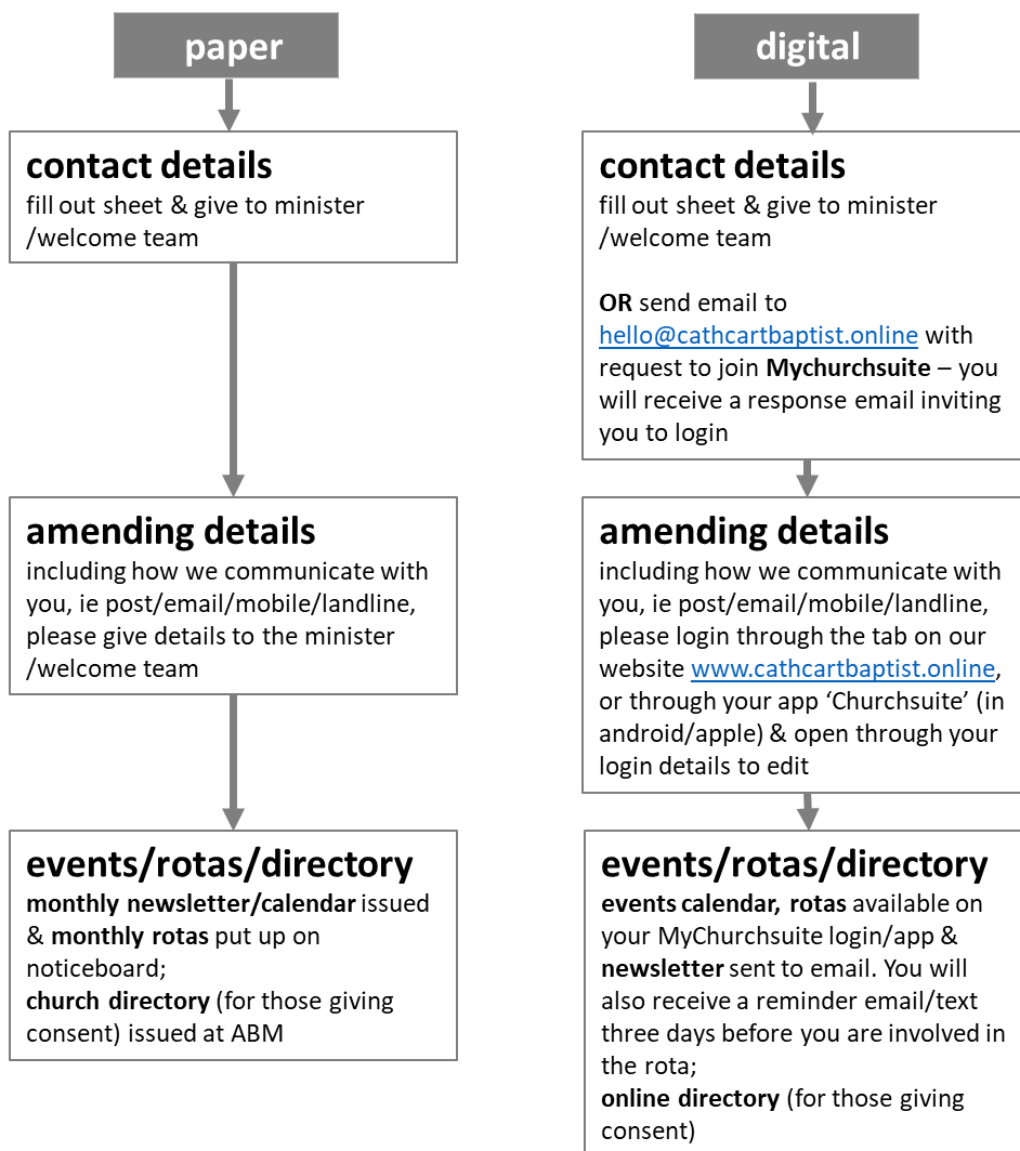 paper
contact details
fill out sheet & give to minister
/welcome team
amending details
including how we communicate with
you, ie post/email/mobile/landline,
please give details to the minister
/welcome team
events/rotas/directory
monthly newsletter/calendar issued
& monthly rotas put up on
noticeboard;
church directory (for those giving
consent) issued at ABM
digital
contact details
fill out sheet & give to minister
/welcome team
OR send email to
hello@cathcartbaptist.online with
request to join Mychurchsuite – you
will receive a response email inviting
you to login
amending details
including how we communicate with
you, ie post/email/mobile/landline,
please login through the tab on our
website www.cathcartbaptist.online,
or through your app ‘Churchsuite’ (in
android/apple) & open through your
login details to edit
events/rotas/directory
events calendar, rotas available on
your MyChurchsuite login/app &
newsletter sent to email. You will
also receive a reminder email/text
three days before you are involved in
the rota;
online directory (for those giving
consent)